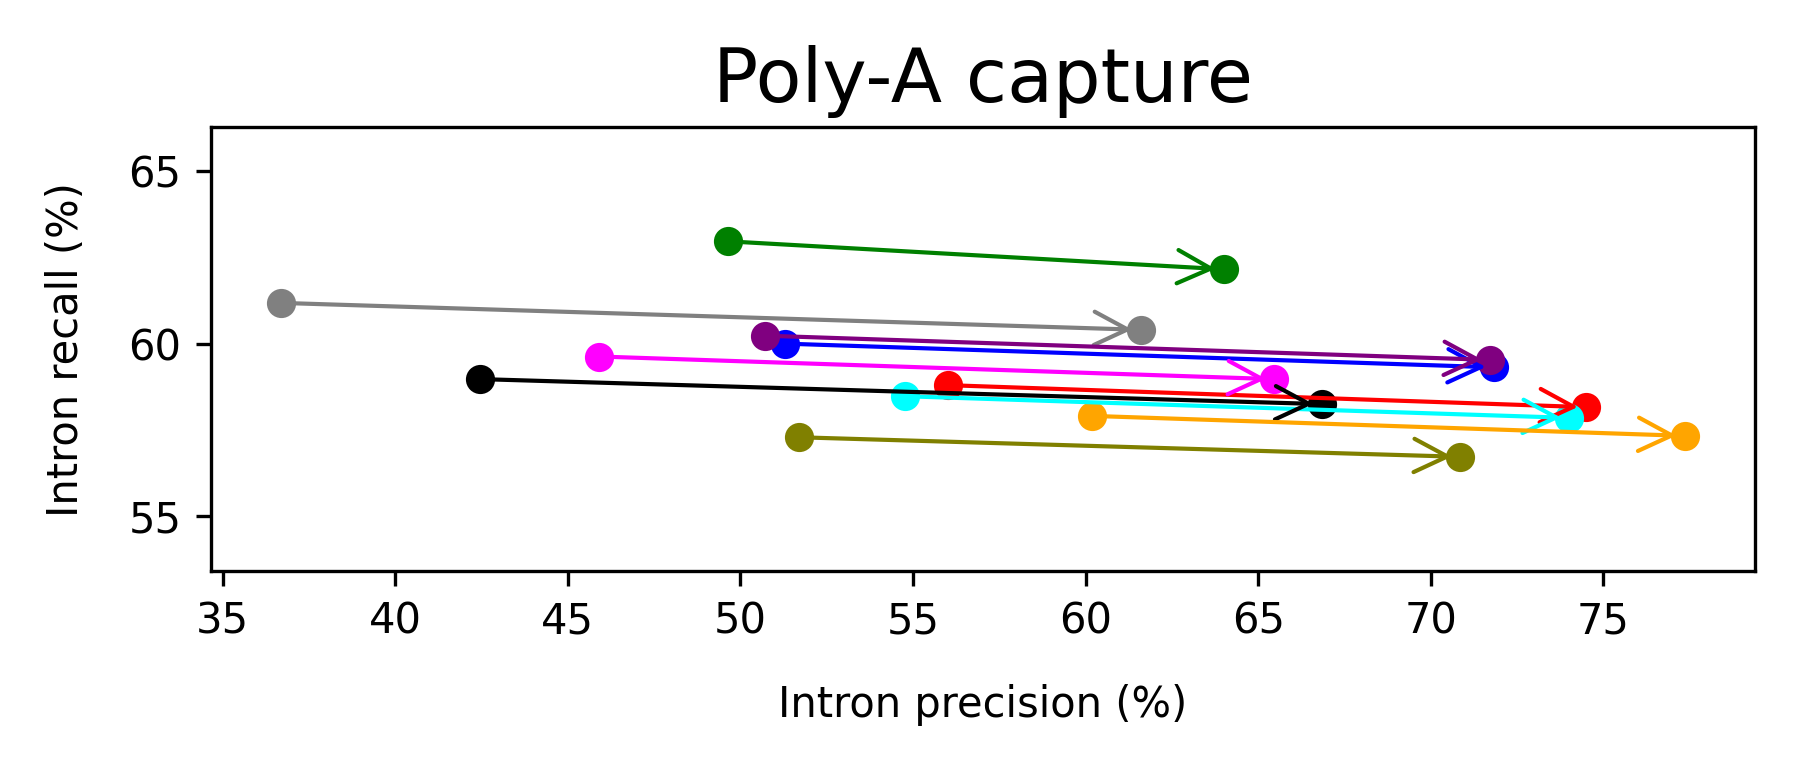 Poly-A capture
Intron recall (%)
65
60
55
35 40 45 50 55 60 65 70 75
Intron precision (%)